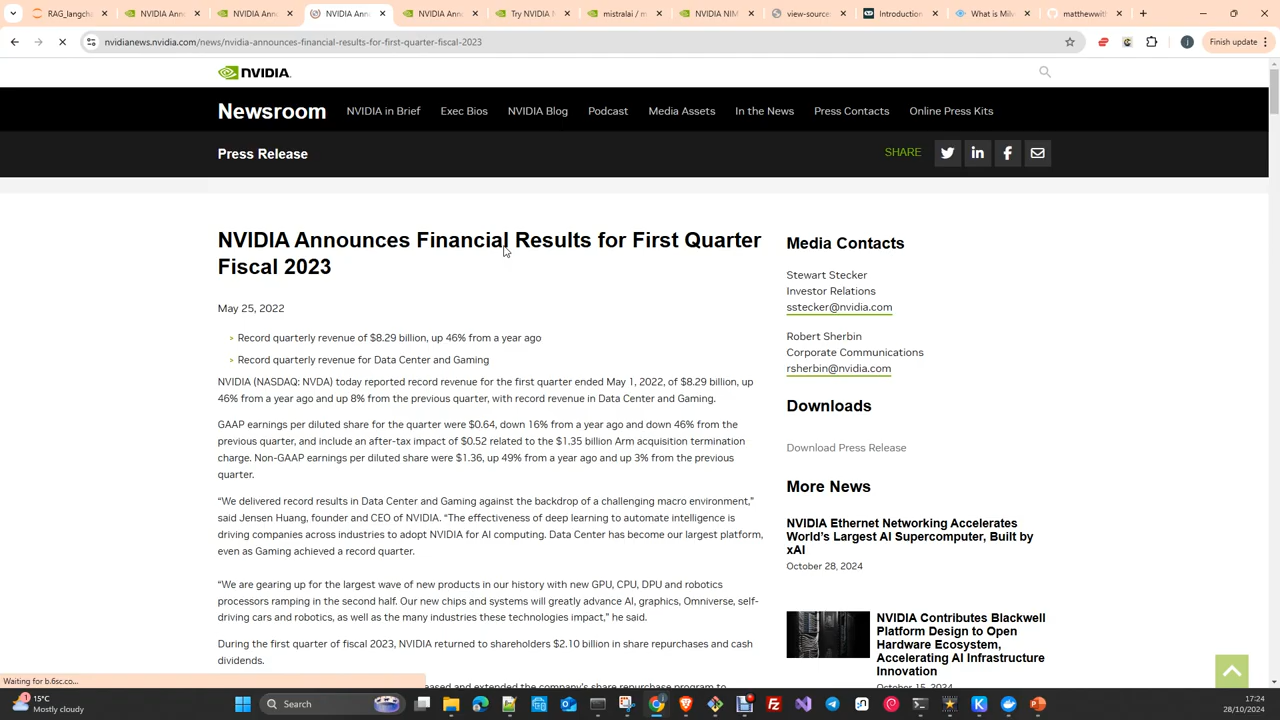 RAG_langcha
NVIDIA Ann
NVIDIA Ann
NVIDIA Ann
NVIDIA Ann
Try NVIDIA N
mistralai / m
NVIDIA NIM
view-source:
Introduction
What is Milv
matthewwith
nvidianews.nvidia.com/news/nvidia-announces-financial-results-for-first-quarter-fiscal-2023
Finish update
NVIDIA.
Newsroom NVIDIA in Brief Exec Bios NVIDIA Blog Podcast Media Assets In the News Press Contacts Online Press Kits
Press Release
SHARE
NVIDIA Announces Financial Results for First Quarter
Fiscal 2023
May 25, 2022
> Record quarterly revenue of $8.29 billion, up 46% from a year ago
> Record quarterly revenue for Data Center and Gaming
NVIDIA (NASDAQ: NVDA) today reported record revenue for the first quarter ended May 1, 2022, of $8.29 billion, up
46% from a year ago and up 8% from the previous quarter, with record revenue in Data Center and Gaming.
GAAP earnings per diluted share for the quarter were $0.64, down 16% from a year ago and down 46% from the
previous quarter, and include an after-tax impact of $0.52 related to the $1.35 billion Arm acquisition termination
charge. Non-GAAP earnings per diluted share were $1.36, up 49% from a year ago and up 3% from the previous
quarter.
“We delivered record results in Data Center and Gaming against the backdrop of a challenging macro environment,”
said Jensen Huang, founder and CEO of NVIDIA. “The effectiveness of deep learning to automate intelligence is
driving companies across industries to adopt NVIDIA for AI computing. Data Center has become our largest platform,
even as Gaming achieved a record quarter.
“We are gearing up for the largest wave of new products in our history with new GPU, CPU, DPU and robotics
processors ramping in the second half. Our new chips and systems will greatly advance AI, graphics, Omniverse, self-
driving cars and robotics, as well as the many industries these technologies impact,” he said.
During the first quarter of fiscal 2023, NVIDIA returned to shareholders $2.10 billion in share repurchases and cash
dividends.
Media Contacts
Stewart Stecker
Investor Relations
sstecker@nvidia.com
Robert Sherbin
Corporate Communications
rsherbin@nvidia.com
Downloads
Download Press Release
More News
NVIDIA Ethernet Networking Accelerates
World’s Largest AI Supercomputer, Built by
xAI
October 28, 2024
NVIDIA Contributes Blackwell
Platform Design to Open
Hardware Ecosystem,
Accelerating AI Infrastructure
Innovation
October 15, 2024
Waiting for b.6sc.co...
15°C
Mostly cloudy
Search
17:24
28/10/2024